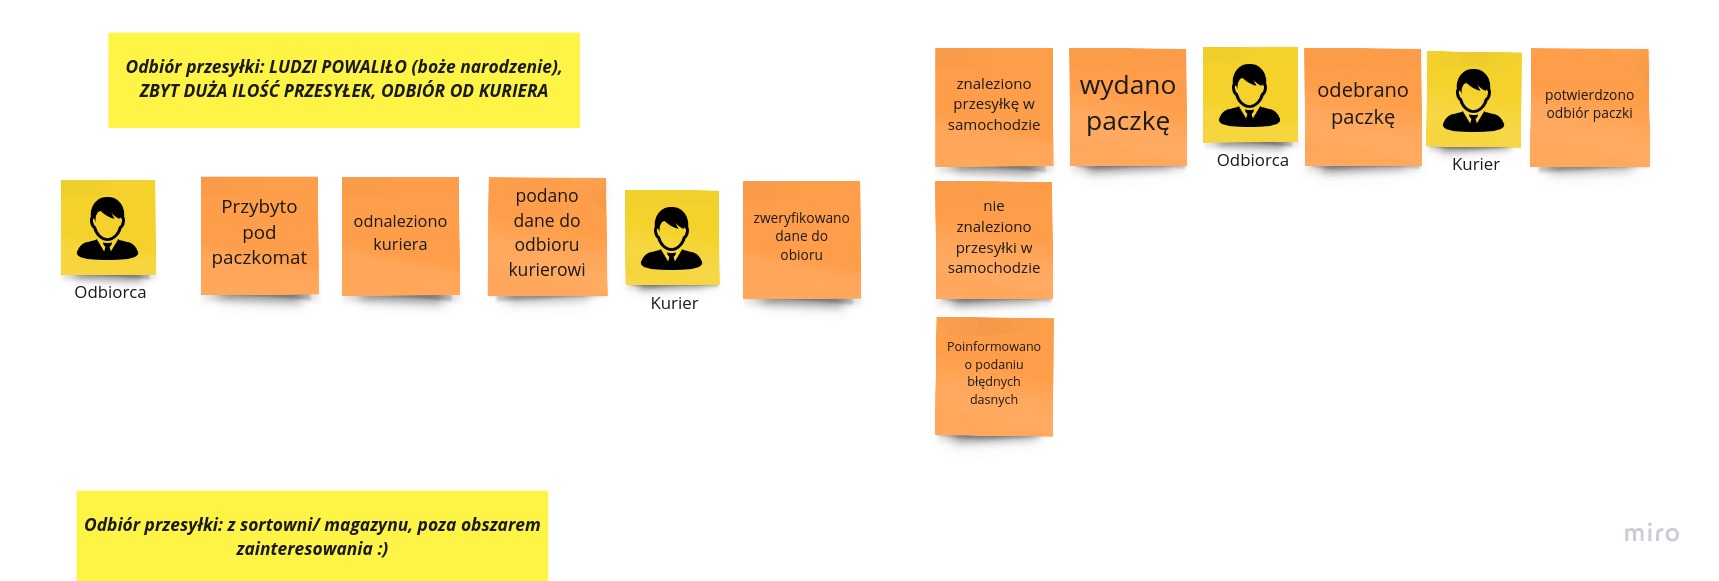 Odbiór przesyłki: LUDZI POWALIŁO (boże narodzenie),
ZBYT DUŻA ILOŚĆ PRZESYŁEK, ODBIÓR OD KURIERA
Odbiorca
Przybyto
pod
paczkomat
odnaleziono
kuriera
podano
dane do
odbioru
kurierowi
Kurier
zweryfikowano
dane do
obioru
znaleziono
przesyłkę w
samochodzie
wydano
paczkę
Odbiorca
odebrano
paczkę
Kurier
potwierdzono
odbiór paczki
nie
znaleziono
przesyłki w
samochodzie
Poinformowano
o podaniu
błędnych
dasnych
Odbiór przesyłki: z sortowni/ magazynu, poza obszarem
zainteresowania :)
miro